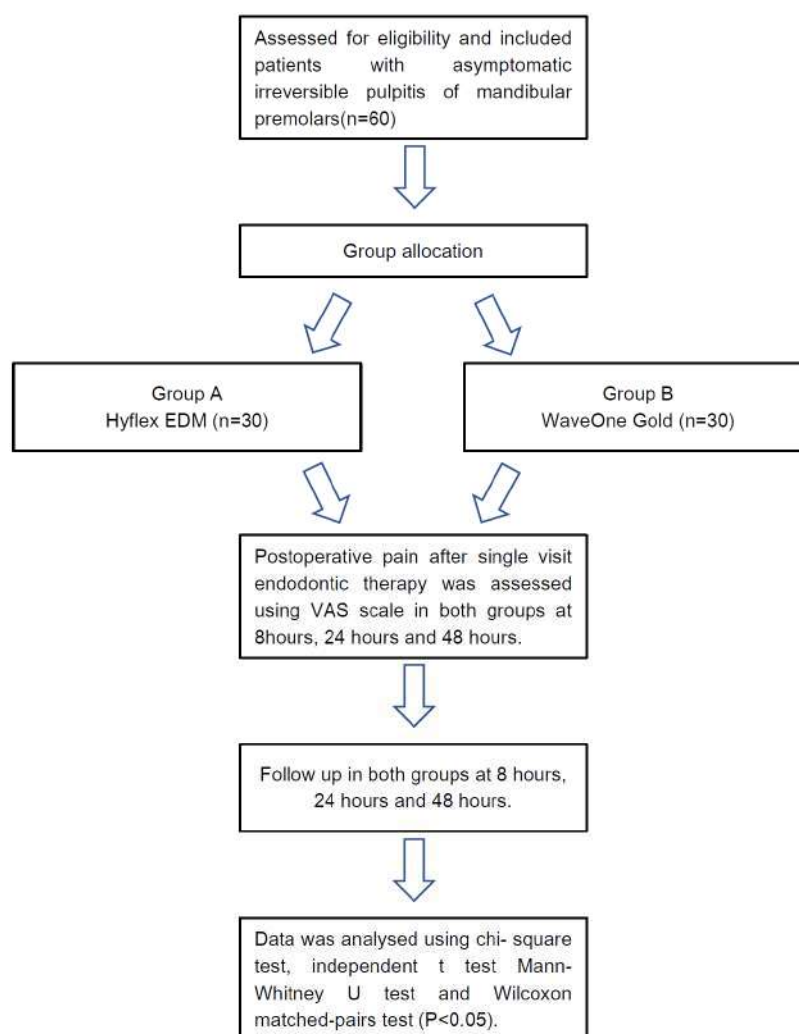 Assessed for eligibility and included
patients with asymptomatic
irreversible pulpitis of mandibular
premolars(n=60)
Group allocation
Group A
Hyflex EDM (n=30)
Group B
WaveOne Gold (n=30)
Postoperative pain after single visit
endodontic therapy was assessed
using VAS scale in both groups at
8hours, 24 hours and 48 hours.
Follow up in both groups at 8 hours,
24 hours and 48 hours.
Data was analysed using chi- square
test, independent t test Mann-
Whitney U test and Wilcoxon
matched-pairs test (P<0.05).